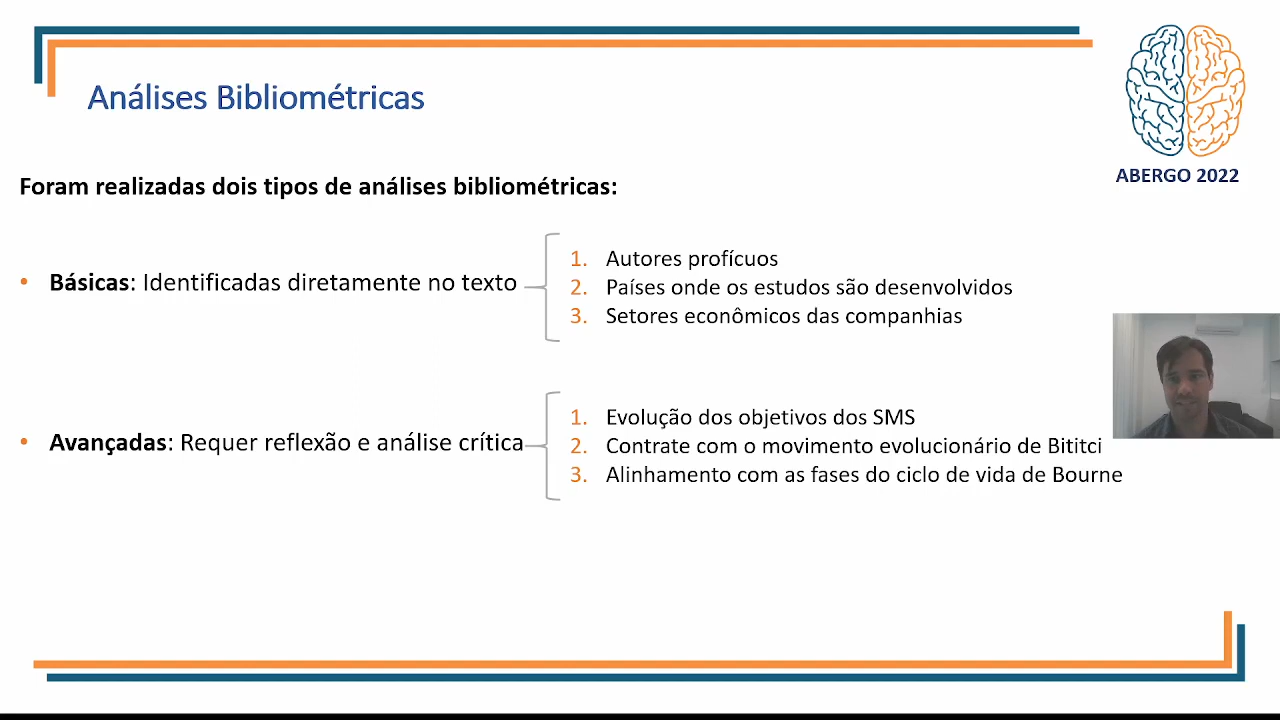 Análises Bibliométricas
ABERGO 2022
Foram realizadas dois tipos de análises bibliométricas:
• Básicas: Identificadas diretamente no texto
1. Autores profícuos
2. Países onde os estudos são desenvolvidos
3. Setores econômicos das companhias
• Avançadas: Requer reflexão e análise crítica
1. Evolução dos objetivos dos SMS
2. Contrate com o movimento evolucionário de Bititci
3. Alinhamento com as fases do ciclo de vida de Bourne